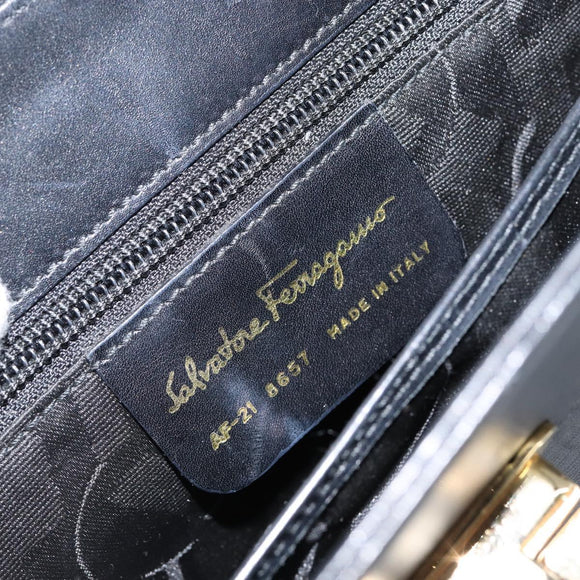 Salvatore Ferragamo
AF-21 8657 MADE IN ITALY